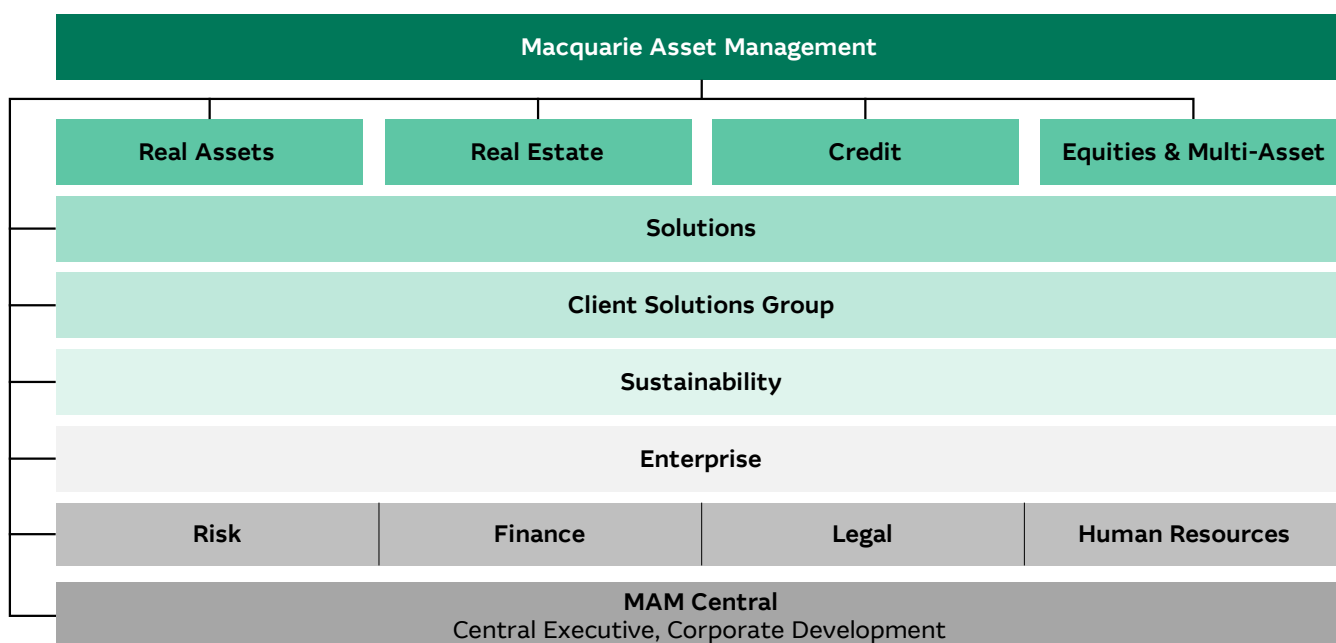 Macquarie Asset Management
Real Assets
Real Estate
Credit
Equities & Multi-Asset
Solutions
Client Solutions Group
Sustainability
Enterprise
Risk
Finance
Legal
Human Resources
MAM Central
Central Executive, Corporate Development